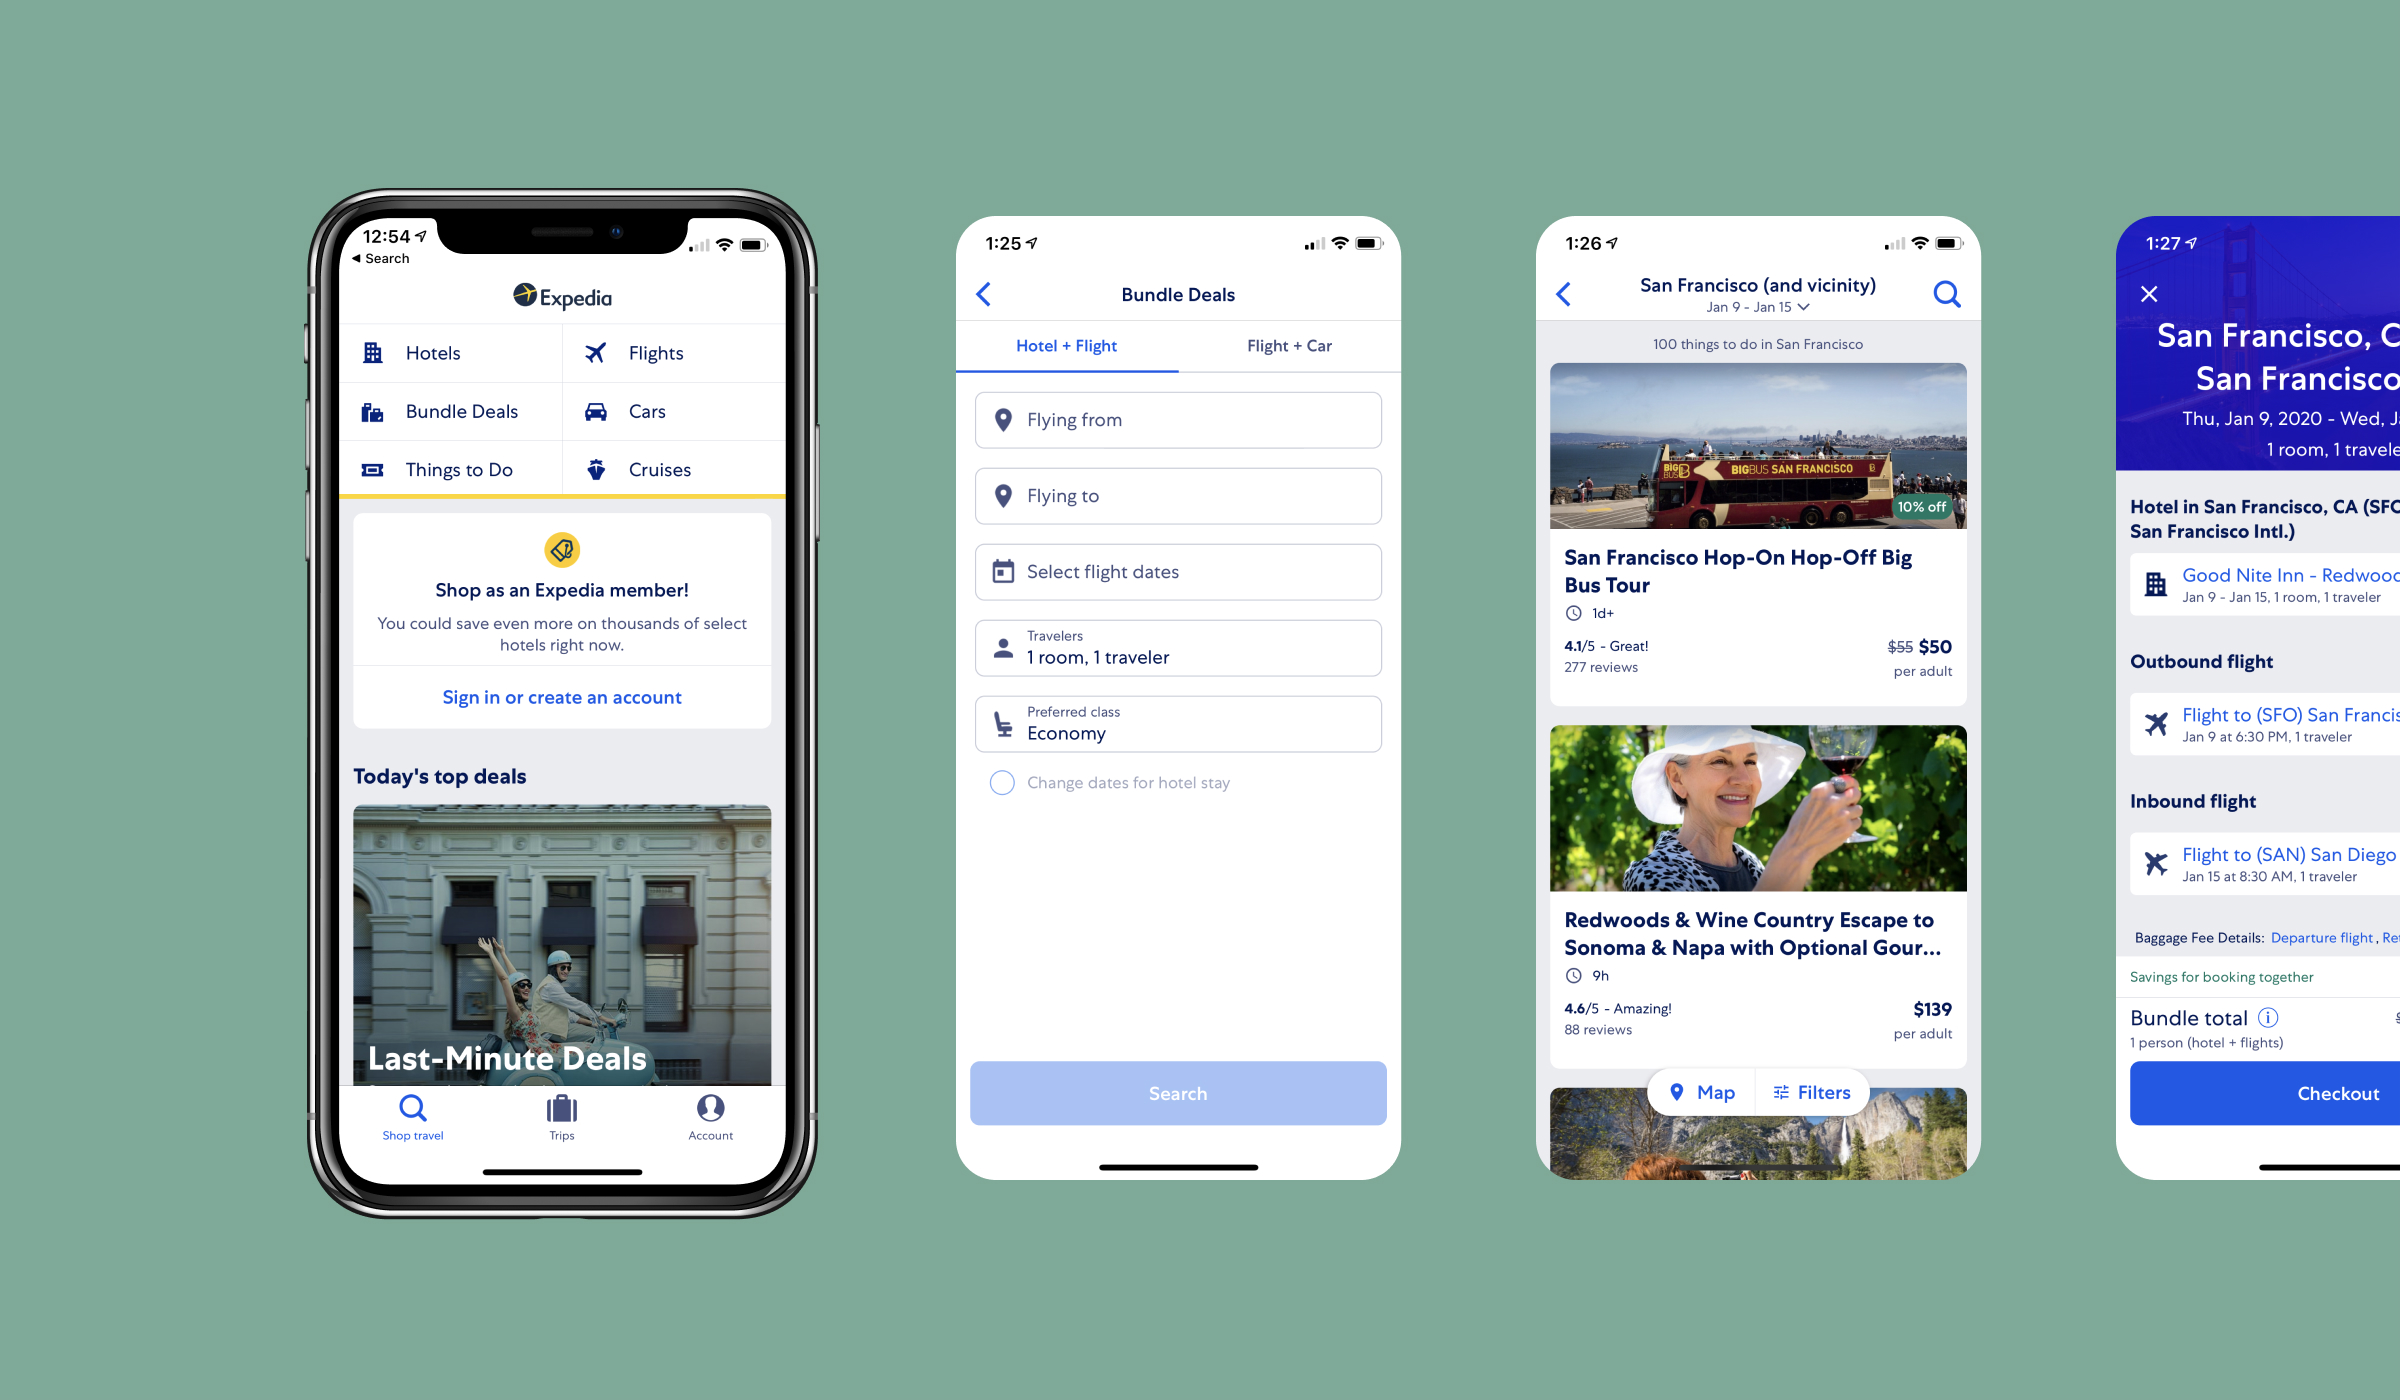 12:54
Search
Expedia
Hotels
Flights
Bundle Deals
Cars
Things to Do
Cruises
Shop as an Expedia member!
You could save even more on thousands of select
hotels right now.
Sign in or create an account
Today's top deals
Last-Minute Deals
Shop travel
Trips
Account
1:25
Bundle Deals
Hotel + Flight
Flight + Car
Flying from
Flying to
Select flight dates
Travelers
1 room, 1 traveler
Preferred class
Economy
Change dates for hotel stay
Search
1:26
San Francisco (and vicinity)
Jan 9 - Jan 15
100 things to do in San Francisco
BIG BUS
BIGBUS SAN FRANCISCO
10% off
San Francisco Hop-On Hop-Off Big
Bus Tour
1d+
4.1/5 - Great!
$55 $50
277 reviews
per adult
Redwoods & Wine Country Escape to
Sonoma & Napa with Optional Gour...
9h
4.6/5 - Amazing!
$139
88 reviews
per adult
Map
Filters
1:27
San Francisco, C
San Francisco
Thu, Jan 9, 2020 - Wed, J
1 room, 1 travele
Hotel in San Francisco, CA (SFO
San Francisco Intl.)
Good Nite Inn - Redwood
Jan 9 - Jan 15, 1 room, 1 traveler
Outbound flight
Flight to (SFO) San Francis
Jan 9 at 6:30 PM, 1 traveler
Inbound flight
Flight to (SAN) San Diego
Jan 15 at 8:30 AM, 1 traveler
Baggage Fee Details: Departure flight, Re
Savings for booking together
Bundle total
1 person (hotel + flights)
Checkout